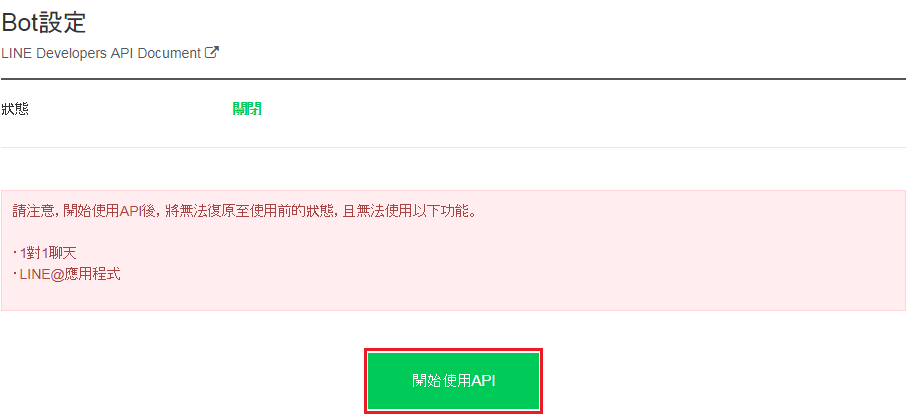 Bot設定
LINE Developers API Document
狀態 關閉
請注意，開始使用API後，將無法復原至使用前的狀態，且無法使用以下功能。
・1對1聊天
・LINE@應用程式
開始使用API